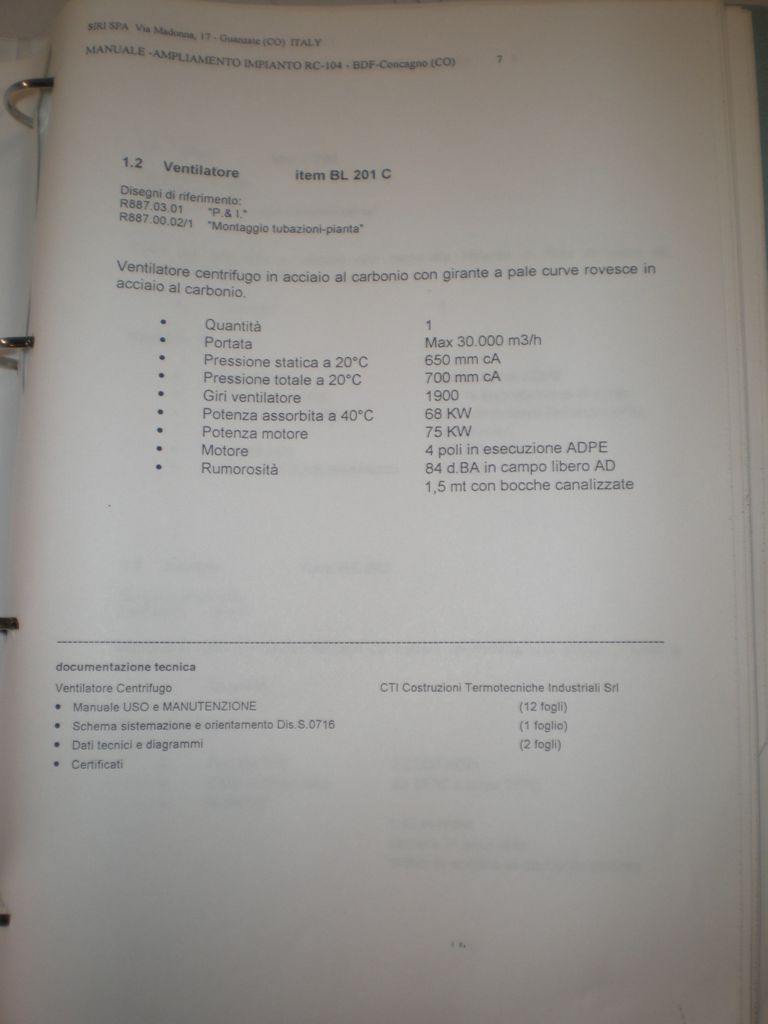 SIRI SPA Via Madonna, 17 - Guanzate (CO) ITALY
MANUALE -AMPLIAMENTO IMPIANTO RC-104 - BDF-Concagno (CO) 7
1.2 Ventilatore item BL 201 C
Disegni di riferimento:
R887.03.01 "P.& I."
R887.00.02/1 "Montaggio tubazioni-pianta"
Ventilatore centrifugo in acciaio al carbonio con girante a pale curve rovesce in
acciaio al carbonio.
• Quantità 1
• Portata Max 30.000 m3/h
• Pressione statica a 20°C 650 mm cA
• Pressione totale a 20°C 700 mm cA
• Giri ventilatore 1900
• Potenza assorbita a 40°C 68 KW
• Potenza motore 75 KW
• Motore 4 poli in esecuzione ADPE
• Rumorosità 84 d.BA in campo libero AD
1,5 mt con bocche canalizzate
documentazione tecnica
Ventilatore Centrifugo CTI Costruzioni Termotecniche Industriali Srl
• Manuale USO e MANUTENZIONE (12 fogli)
• Schema sistemazione e orientamento Dis.S.0716 (1 foglio)
• Dati tecnici e diagrammi (2 fogli)
• Certificati